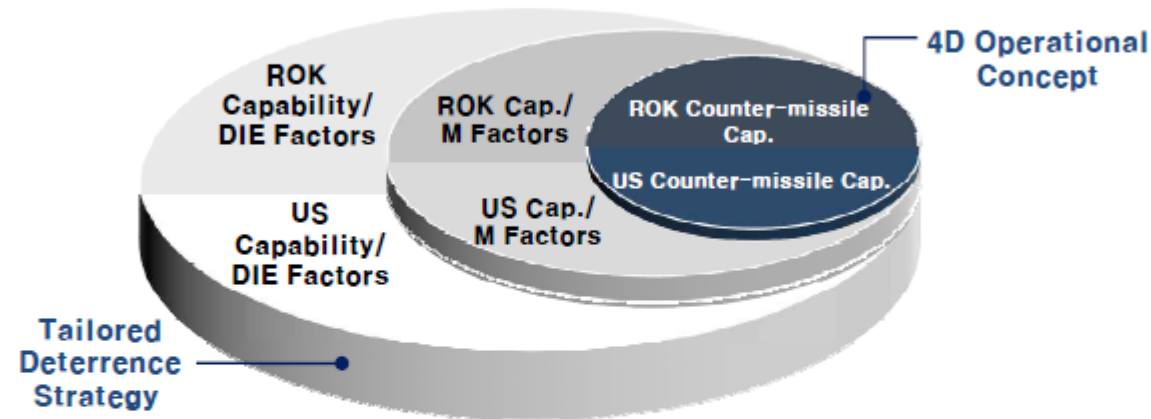 4D Operational
Concept
ROK
Capability/
DIE Factors
ROK Cap./
M Factors
ROK Counter-missile
Cap.
US Counter-missile Cap.
US
Capability/
DIE Factors
US Cap./
M Factors
Tailored
Deterrence
Strategy